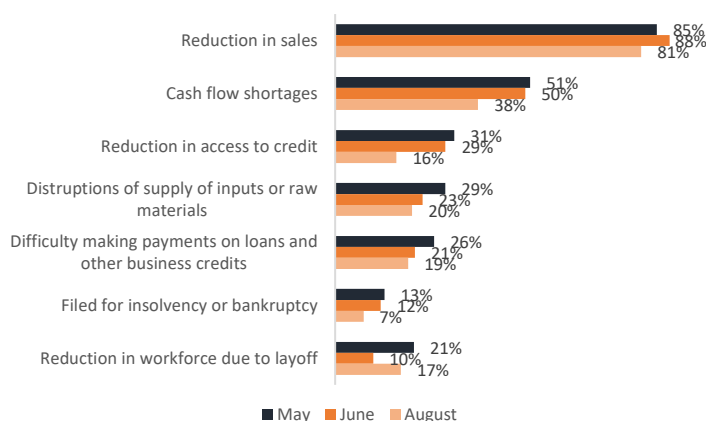 Reduction in sales
85%
88%
81%
Cash flow shortages
51%
50%
38%
Reduction in access to credit
31%
29%
16%
Distruptions of supply of inputs or raw
materials
29%
23%
20%
Difficulty making payments on loans and
other business credits
26%
21%
19%
Filed for insolvency or bankruptcy
13%
12%
7%
Reduction in workforce due to layoff
21%
10%
17%
May June August